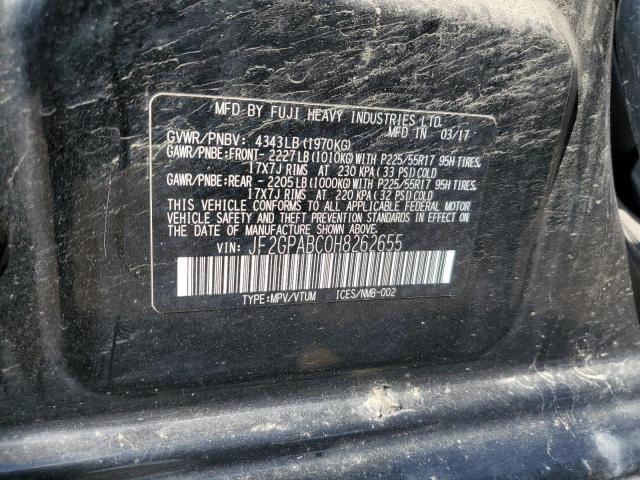 MFD BY FUJI HEAVY INDUSTRIES LTD.
MFD IN 03/17
GVWR/PNBV: 4343LB(1970KG)
GAWR/PNBE:FRONT-2227LB(1010KG)WITH P225/55R17 95H TIRES,
17X7J RIMS AT 230 KPA(33 PSI)COLD
GAWR/PNBE:REAR -2205LB(1000KG)WITH P225/55R17 95H TIRES,
17X7J RIMS AT 220 KPA(32 PSI)COLD
THIS VEHICLE CONFORMS TO ALL APPLICABLE FEDERAL MOTOR
VEHICLE SAFETY AND THEFT PREVENTION STANDARDS IN EFFECT ON
THE DATE OF MANUFACTURE SHOWN ABOVE.
VIN: JF2GPABC0H8262655
TYPE:MPV/VTUM ICES/NMB-002